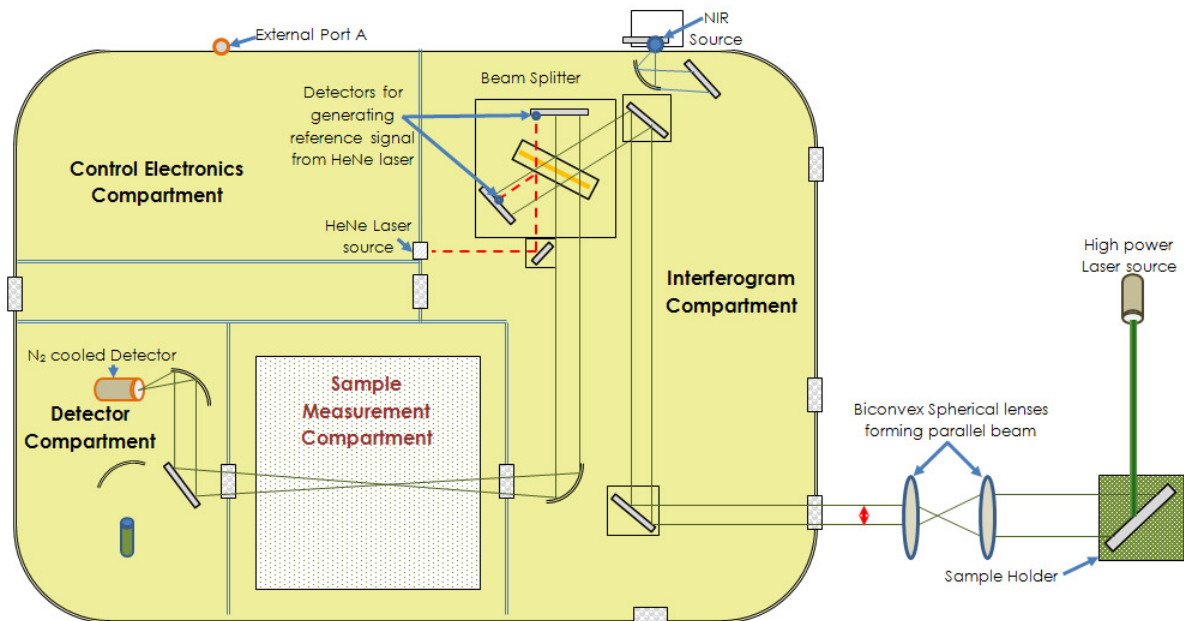 External Port A
NIR
Source
Beam Splitter
Detectors for
generating
reference signal
from HeNe laser
Control Electronics
Compartment
HeNe Laser
source
Interferogram
Compartment
High power
Laser source
N₂ cooled Detector
Sample
Measurement
Compartment
Detector
Compartment
Biconvex Spherical lenses
forming parallel beam
Sample Holder